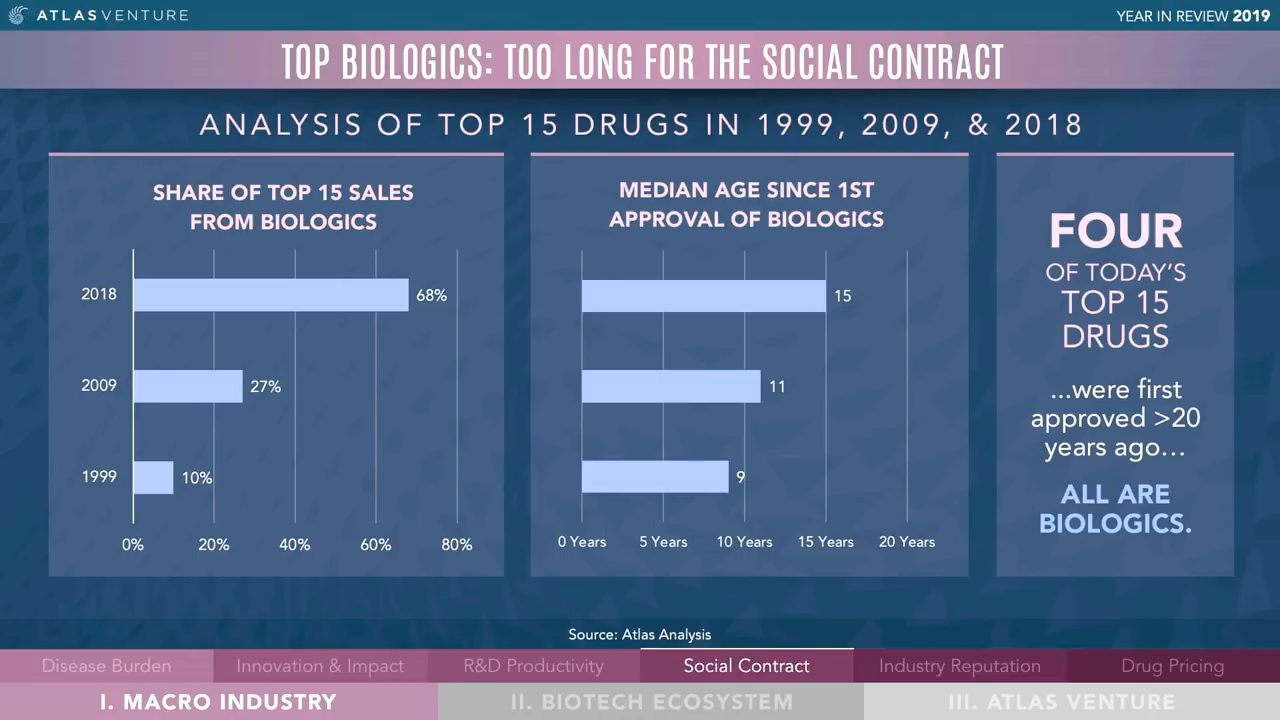 ATLAS VENTURE
YEAR IN REVIEW 2019
TOP BIOLOGICS: TOO LONG FOR THE SOCIAL CONTRACT
ANALYSIS OF TOP 15 DRUGS IN 1999, 2009, & 2018
SHARE OF TOP 15 SALES
FROM BIOLOGICS
2018
68%
2009
27%
1999
10%
0% 20% 40% 60% 80%
MEDIAN AGE SINCE 1ST
APPROVAL OF BIOLOGICS
15
11
9
0 Years 5 Years 10 Years 15 Years 20 Years
FOUR
OF TODAY'S
TOP 15
DRUGS
...were first
approved >20
years ago...
ALL ARE
BIOLOGICS.
Source: Atlas Analysis
Disease Burden Innovation & Impact R&D Productivity Social Contract Industry Reputation Drug Pricing
I. MACRO INDUSTRY II. BIOTECH ECOSYSTEM III. ATLAS VENTURE